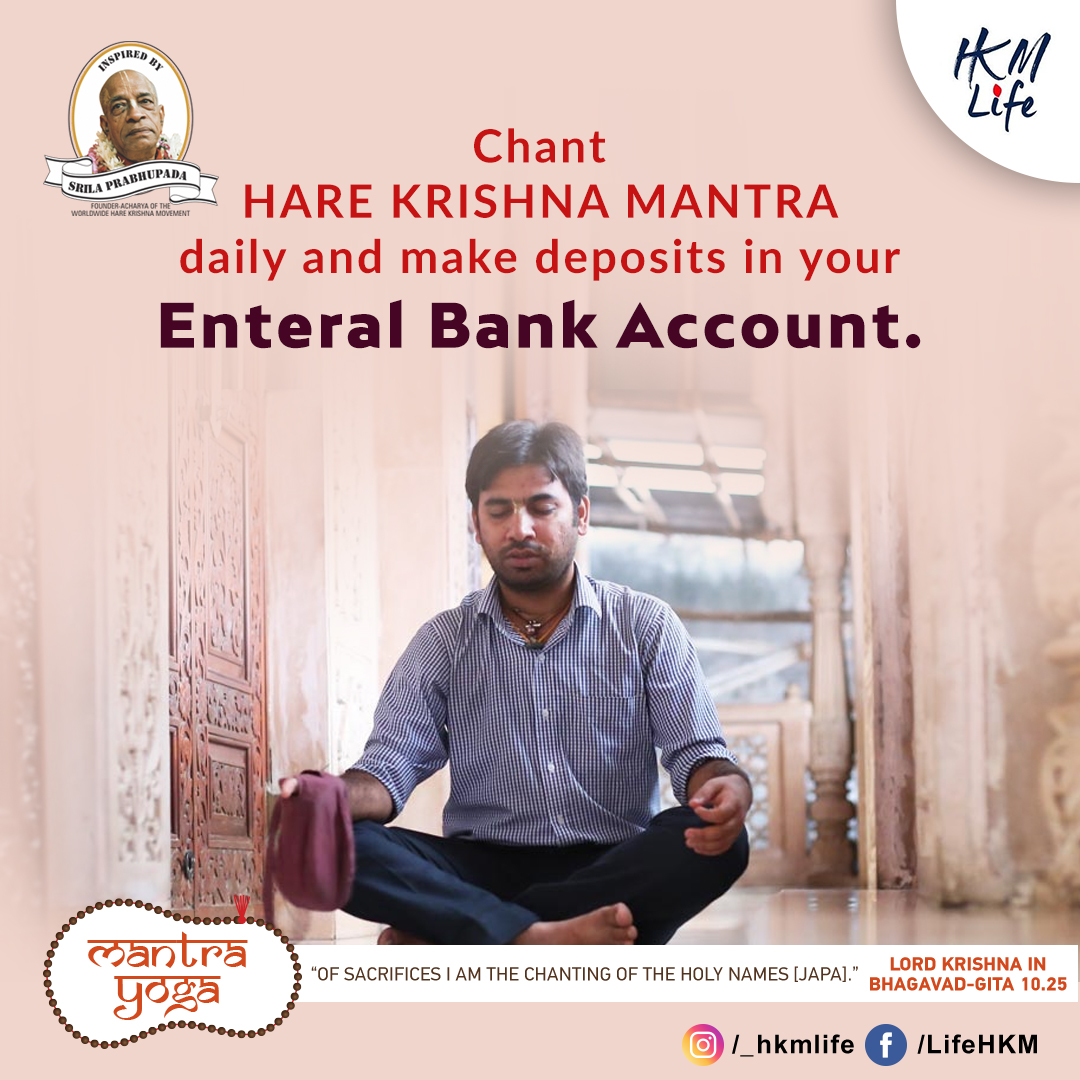 INSPIRED BY
SRILA PRABHUPADA
FOUNDER-ACHARYA OF THE
WORLDWIDE HARE KRISHNA MOVEMENT
HKM
Life
Chant
HARE KRISHNA MANTRA
daily and make deposits in your
Enteral Bank Account.
mantra
yoga
“OF SACRIFICES I AM THE CHANTING OF THE HOLY NAMES [JAPA].”
LORD KRISHNA IN
BHAGAVAD-GITA 10.25
/_hkmlife
/LifeHKM